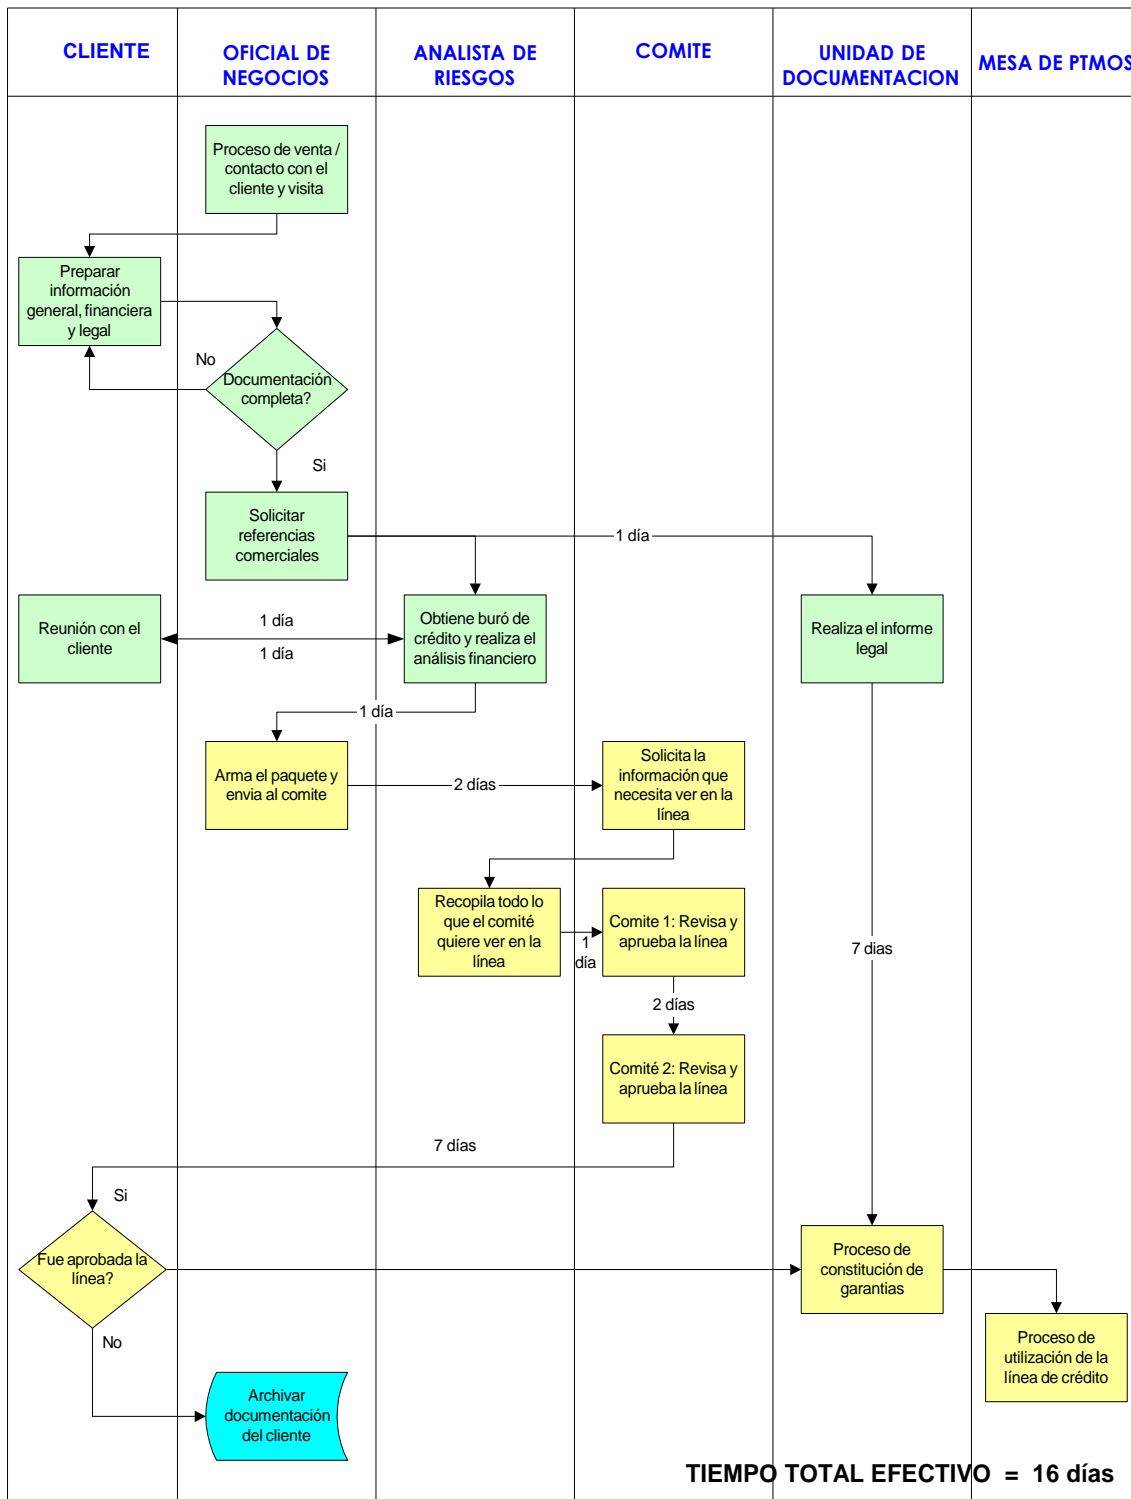 CLIENTE
OFICIAL DE
NEGOCIOS
ANALISTA DE
RIESGOS
COMITE
UNIDAD DE
DOCUMENTACION
MESA DE PTMOS
Proceso de venta /
contacto con el
cliente y visita
Preparar
información
general, financiera
y legal
No
Documentación
completa?
Si
Solicitar
referencias
comerciales
1 día
Reunión con el
cliente
1 día
1 día
Obtiene buró de
crédito y realiza el
análisis financiero
Realiza el informe
legal
1 día
Arma el paquete y
envia al comite
2 días
Solicita la
información que
necesita ver en la
línea
Recopila todo lo
que el comité
quiere ver en la
línea
1
día
Comite 1: Revisa y
aprueba la línea
7 dias
2 días
Comité 2: Revisa y
aprueba la línea
7 días
Si
Fue aprobada la
línea?
Proceso de
constitución de
garantias
No
Proceso de
utilización de la
línea de crédito
Archivar
documentación
del cliente
TIEMPO TOTAL EFECTIVO = 16 días